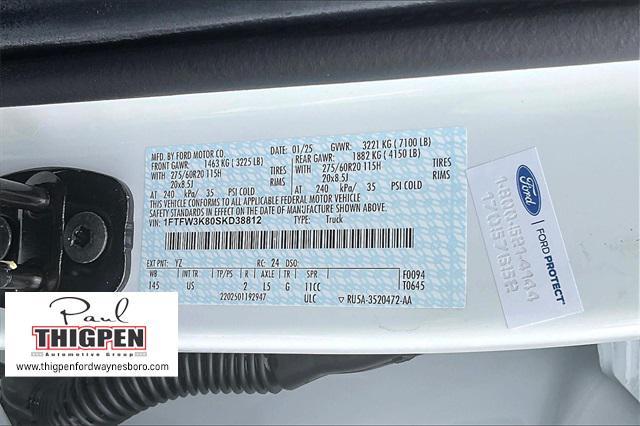 MFD. BY FORD MOTOR CO. DATE: 01/25 GVWR: 3221 KG ( 7100 LB)
FRONT GAWR: 1463 KG ( 3225 LB) REAR GAWR: 1882 KG ( 4150 LB)
275/60R20 115H TIRES 275/60R20 115H TIRES
20x8.5J RIMS 20x8.5J RIMS
AT 240 kPa/ 35 PSI COLD AT 240 kPa/ 35 PSI COLD
THIS VEHICLE CONFORMS TO ALL APPLICABLE FEDERAL MOTOR VEHICLE
SAFETY AND THEFT PREVENTION STANDARDS IN EFFECT ON THE DATE OF
MANUFACTURE SHOWN ABOVE.
VIN: 1FTFW3K80SKD38812 TYPE: Truck
EXT PNT: YZ RC: 24 DSO:
WB INT TR TP/PS R AXLE TR SPR F0094
145 US 2 L5 G 11CC T0645
2202501192947 ULC ▽ RU5A-3520472-AA
Ford
FORD PROTECT
Paul
THIGPEN
Automotive Group
www.thigpenfordwaynesboro.com